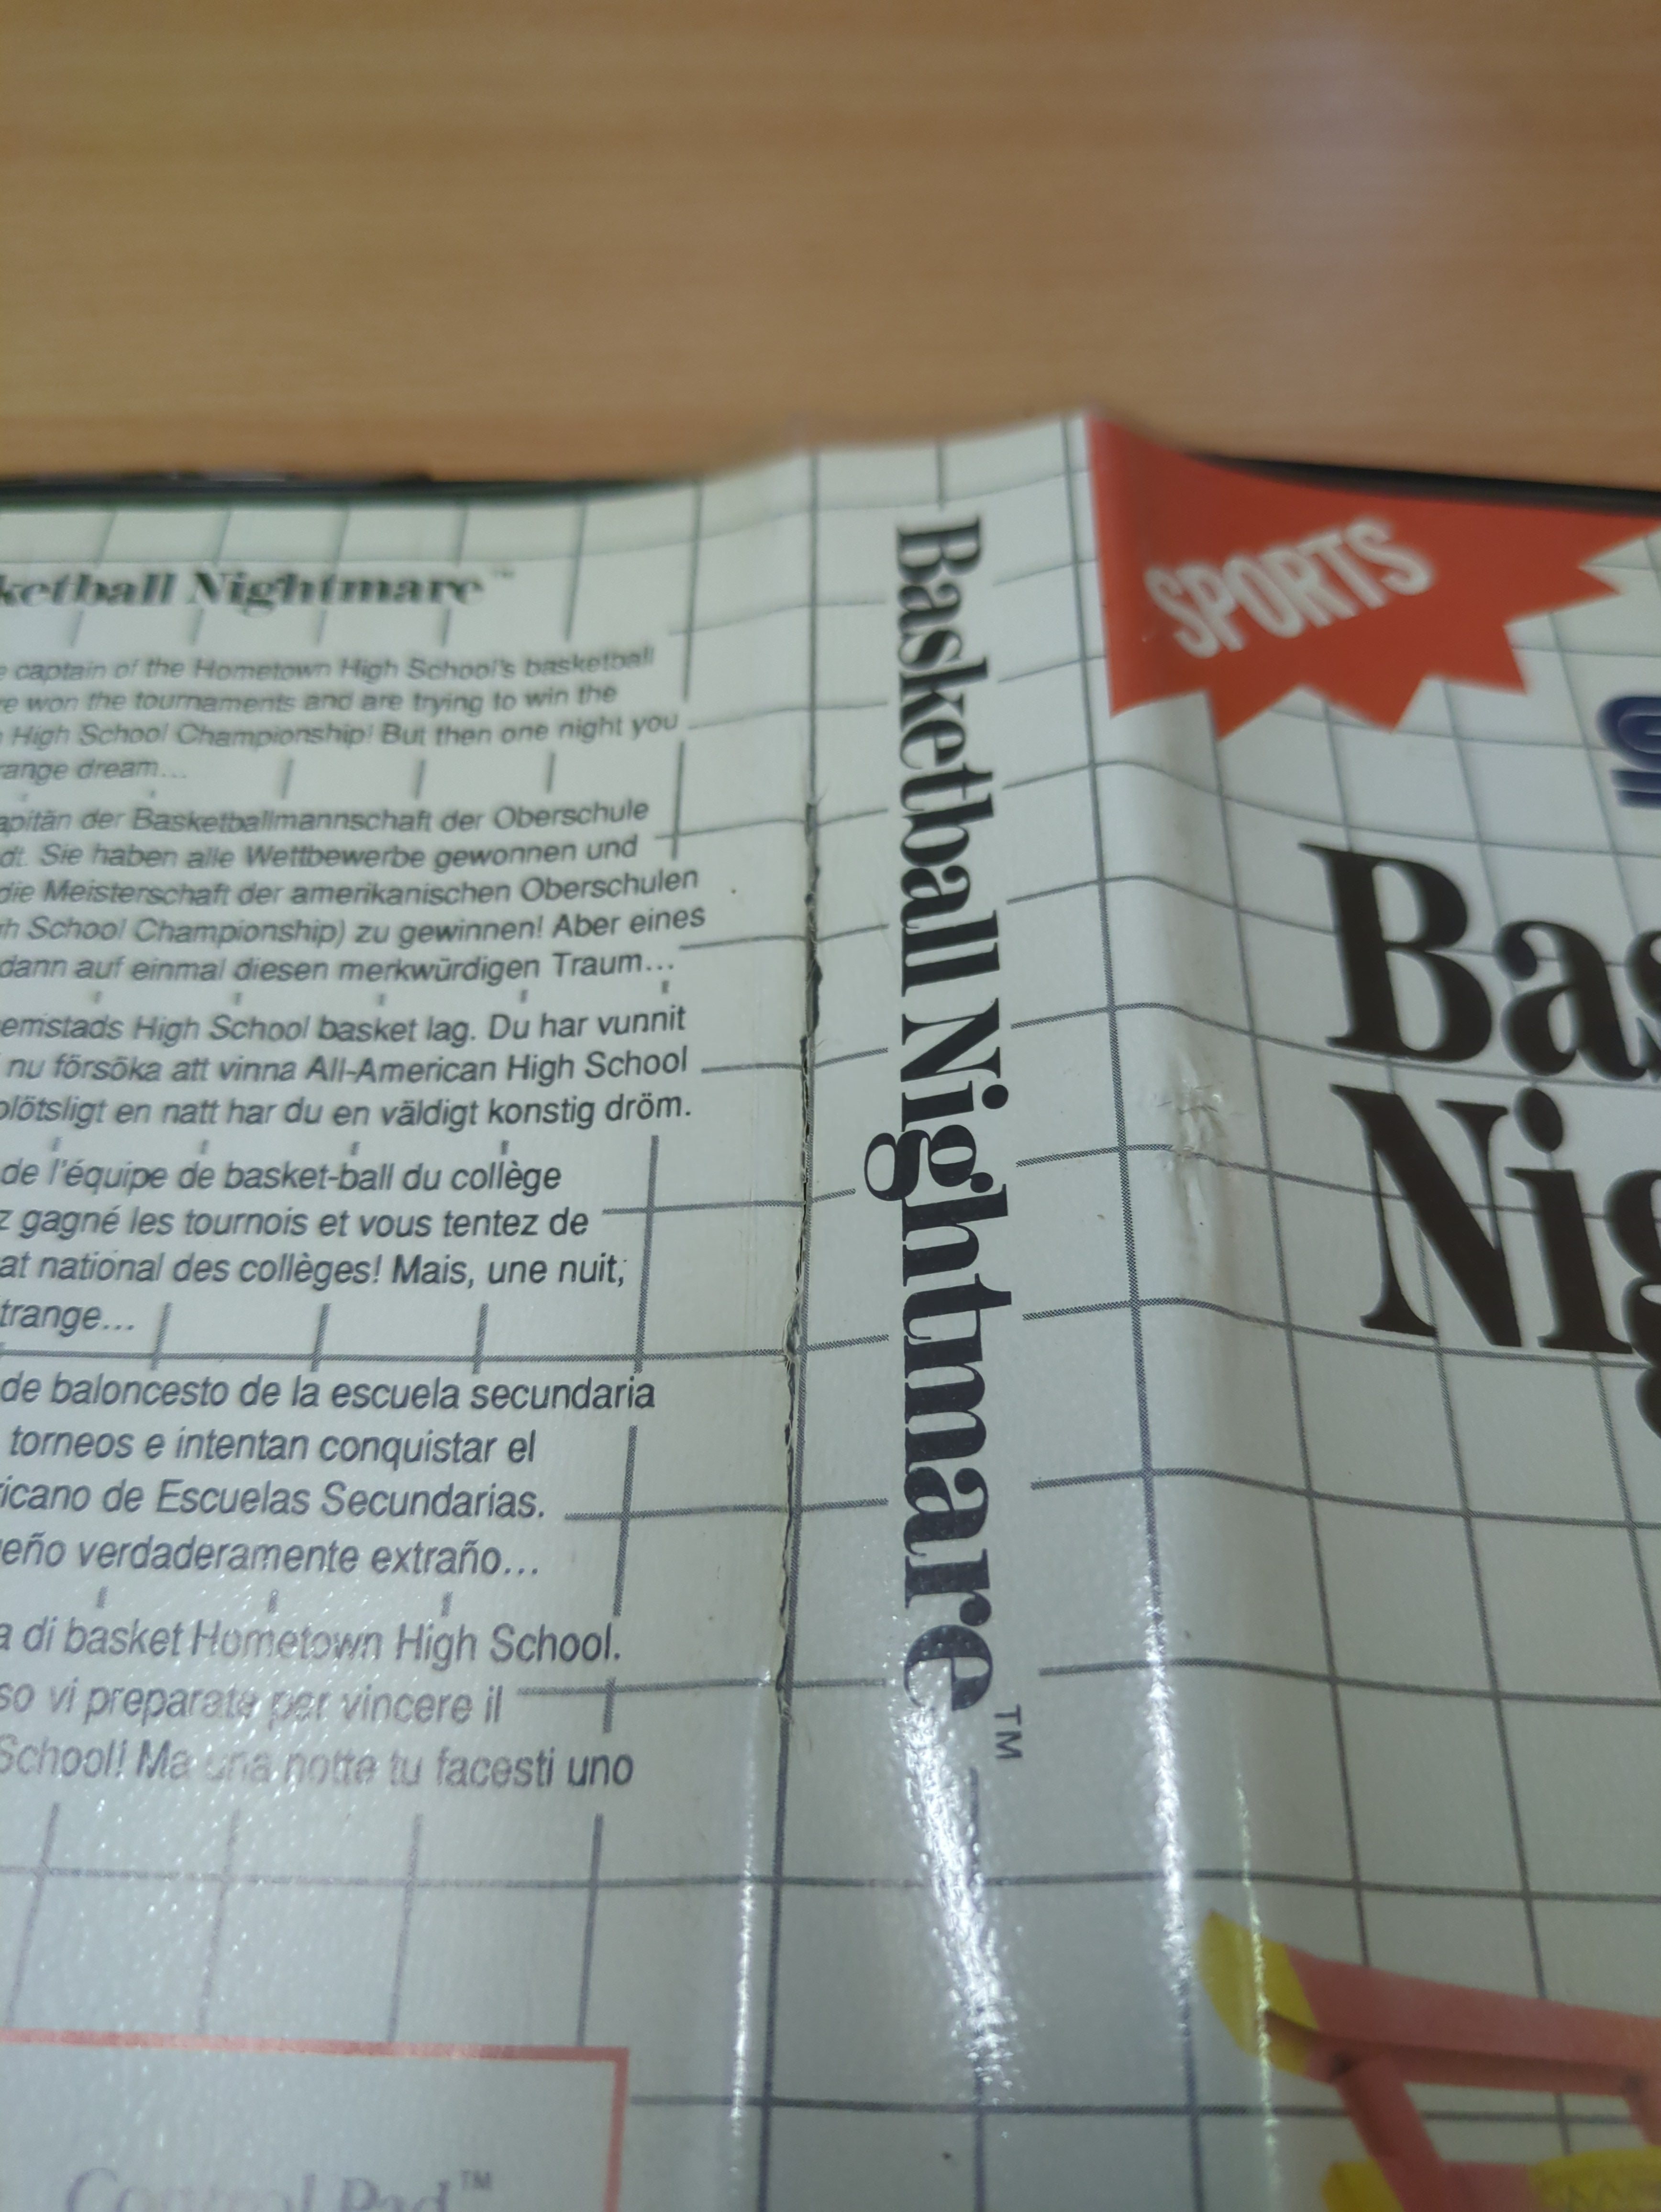 ketball Nightmare™
captain of the Hometown High School's basketball
won the tournaments and are trying to win the
High School Championship! But then one night you
range dream...
apitän der Basketballmannschaft der Oberschule
dt. Sie haben alle Wettbewerbe gewonnen und
die Meisterschaft der amerikanischen Oberschulen
h School Championship) zu gewinnen! Aber eines
dann auf einmal diesen merkwürdigen Traum...
emstads High School basket lag. Du har vunnit
nu försöka att vinna All-American High School
plötsligt en natt har du en väldigt konstig dröm.
de l'équipe de basket-ball du collège
z gagné les tournois et vous tentez de
at national des collèges! Mais, une nuit,
trange...
de baloncesto de la escuela secundaria
torneos e intentan conquistar el
ricano de Escuelas Secundarias.
eño verdaderamente extraño...
a di basket Hometown High School.
so vi preparate per vincere il
School! Ma una notte tu facesti uno
Control Pad™
Basketball Nightmare™
SPORTS
Bas
Nig